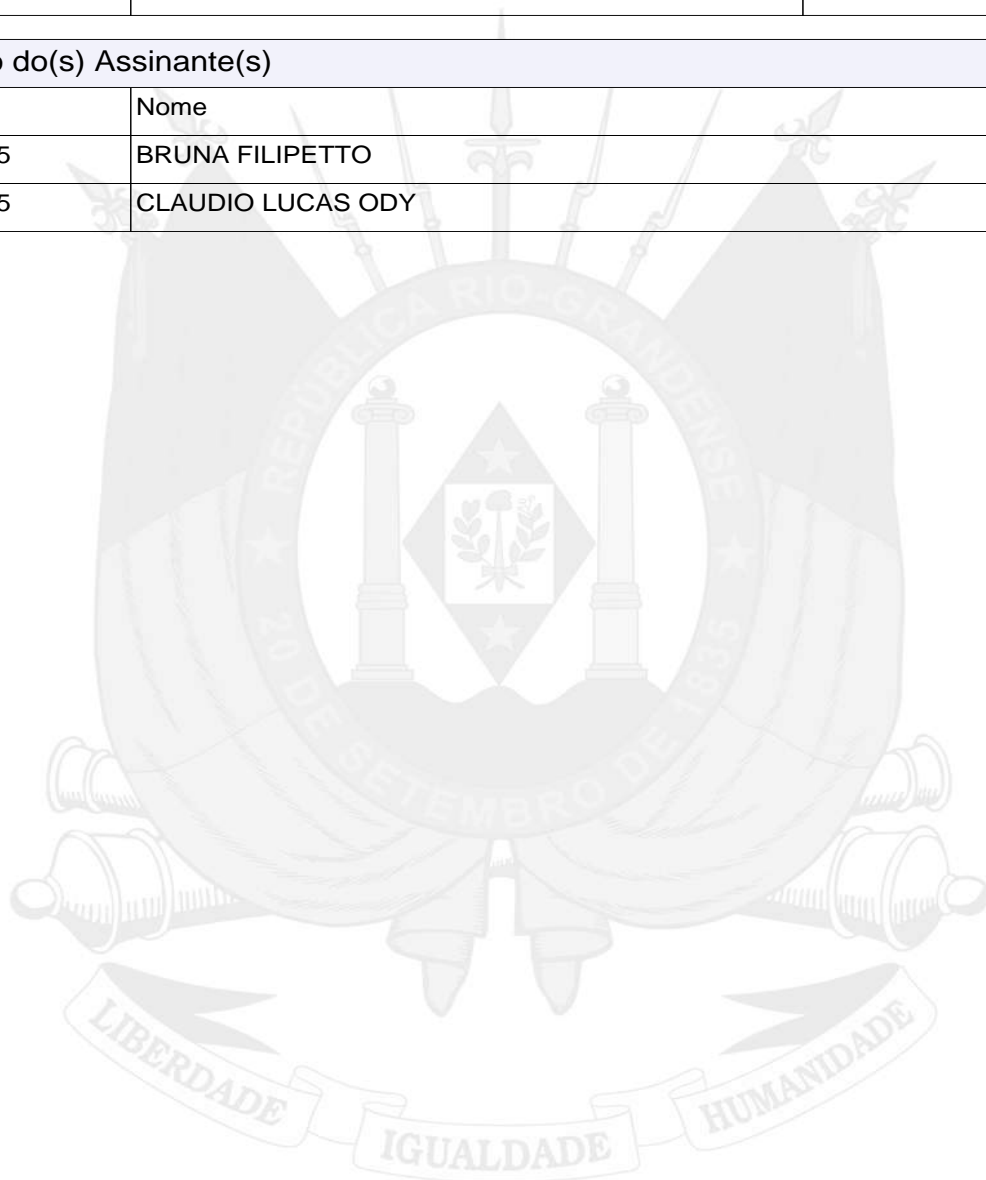 o do(s) Assinante(s)
Nome
5 BRUNA FILIPETTO
5 CLAUDIO LUCAS ODY
REPÚBLICA RIO-GRANDENSE
20 DE SETEMBRO DE 1835
LIBERDADE IGUALDADE HUMANIDADE